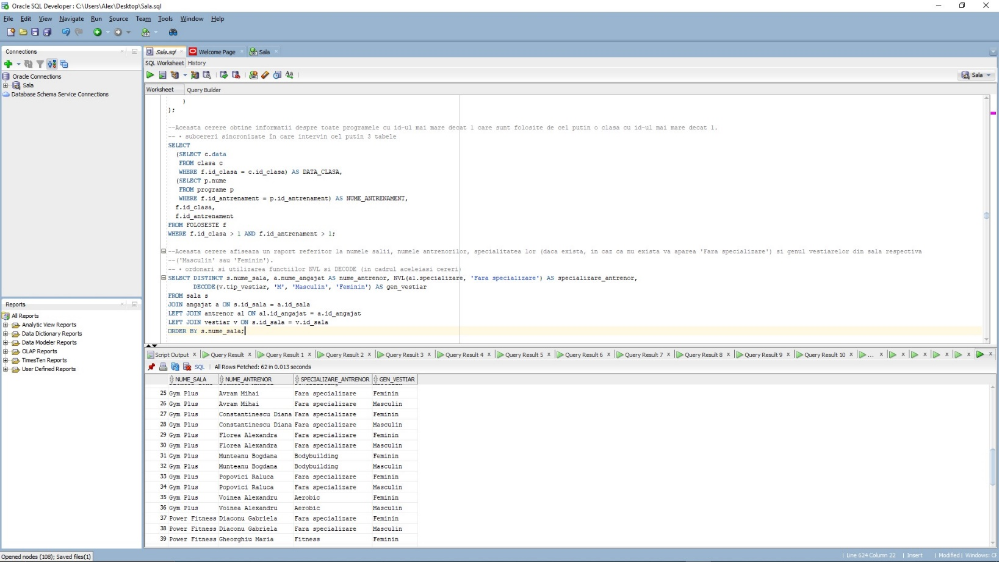 Oracle SQL Developer : C:\Users\Alex\Desktop\Sala.sql
File Edit View Navigate Run Source Team Tools Window Help
Connections
Oracle Connections
Sala
Database Schema Service Connections
Reports
All Reports
Analytic View Reports
Data Dictionary Reports
Data Modeler Reports
OLAP Reports
TimesTen Reports
User Defined Reports
Sala.sql Welcome Page Sala
SQL Worksheet History
Sala
Worksheet Query Builder
)
);
--Aceasta cerere obtine informatii despre toate programele cu id-ul mai mare decat 1 care sunt folosite de cel putin o clasa cu id-ul mai mare decat 1.
-- • subcereri sincronizate în care intervin cel putin 3 tabele
SELECT
(SELECT c.data
FROM clasa c
WHERE f.id_clasa = c.id_clasa) AS DATA_CLASA,
(SELECT p.nume
FROM programe p
WHERE f.id_antrenament = p.id_antrenament) AS NUME_ANTRENAMENT,
f.id_clasa,
f.id_antrenament
FROM FOLOSESTE f
WHERE f.id_clasa > 1 AND f.id_antrenament > 1;
--Aceasta cerere afiseaza un raport referitor la numele salii, numele antrenorilor, specialitatea lor (daca exista, in caz ca nu exista va aparea 'Fara specializare') si genul vestiarelor din sala respectiva
--('Masculin' sau 'Feminin').
-- • ordonari si utilizarea functiilor NVL si DECODE (in cadrul aceleiasi cereri)
SELECT DISTINCT s.nume_sala, a.nume_angajat AS nume_antrenor, NVL(al.specializare, 'Fara specializare') AS specializare_antrenor,
DECODE(v.tip_vestiar, 'M', 'Masculin', 'Feminin') AS gen_vestiar
FROM sala s
JOIN angajat a ON s.id_sala = a.id_sala
LEFT JOIN antrenor al ON al.id_angajat = a.id_angajat
LEFT JOIN vestiar v ON s.id_sala = v.id_sala
ORDER BY s.nume_sala;
Script Output Query Result Query Result 1 Query Result 2 Query Result 3 Query Result 4 Query Result 5 Query Result 6 Query Result 7 Query Result 8 Query Result 9 Query Result 10 ...
SQL All Rows Fetched: 62 in 0.013 seconds
NUME_SALA NUME_ANTRENOR SPECIALIZARE_ANTRENOR GEN_VESTIAR
25 Gym Plus Avram Mihai Fara specializare Feminin
26 Gym Plus Avram Mihai Fara specializare Masculin
27 Gym Plus Constantinescu Diana Fara specializare Feminin
28 Gym Plus Constantinescu Diana Fara specializare Masculin
29 Gym Plus Florea Alexandra Fara specializare Feminin
30 Gym Plus Florea Alexandra Fara specializare Masculin
31 Gym Plus Munteanu Bogdana Bodybuilding Feminin
32 Gym Plus Munteanu Bogdana Bodybuilding Masculin
33 Gym Plus Popovici Raluca Fara specializare Feminin
34 Gym Plus Popovici Raluca Fara specializare Masculin
35 Gym Plus Voinea Alexandru Aerobic Feminin
36 Gym Plus Voinea Alexandru Aerobic Masculin
37 Power Fitness Diaconu Gabriela Fara specializare Feminin
38 Power Fitness Diaconu Gabriela Fara specializare Masculin
39 Power Fitness Gheorghiu Maria Fitness Feminin
Opened nodes (108); Saved files(1)
Line 624 Column 22 Insert Modified Windows: C